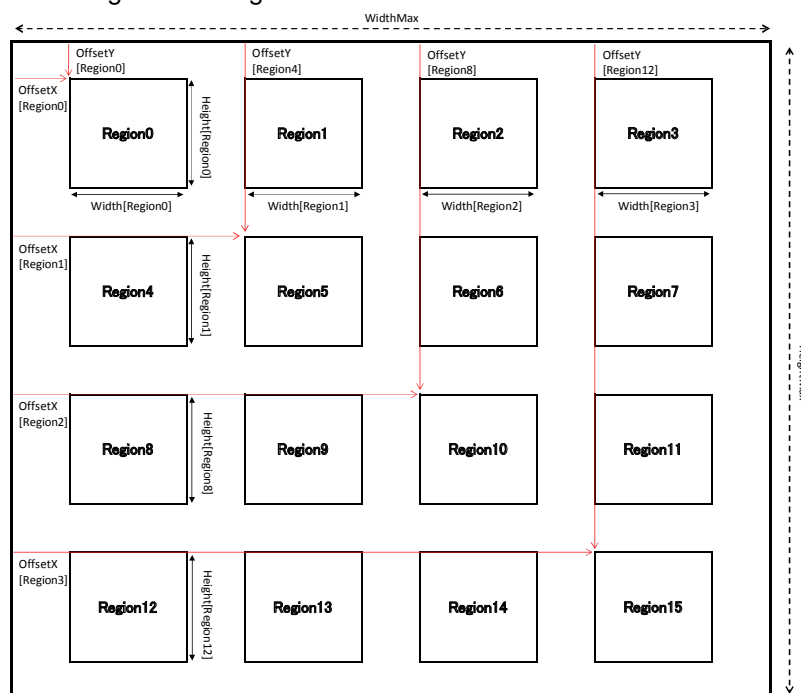 WidthMax
OffsetY
[Region0]
OffsetY
[Region4]
OffsetY
[Region8]
OffsetY
[Region12]
OffsetX
[Region0]
Region0
Height[Region0]
Region1
Region2
Region3
Width[Region0]
Width[Region1]
Width[Region2]
Width[Region3]
OffsetX
[Region1]
Region4
Height[Region1]
Region5
Region6
Region7
OffsetX
[Region2]
Region8
Height[Region8]
Region9
Region10
Region11
OffsetX
[Region3]
Region12
Height[Region12]
Region13
Region14
Region15